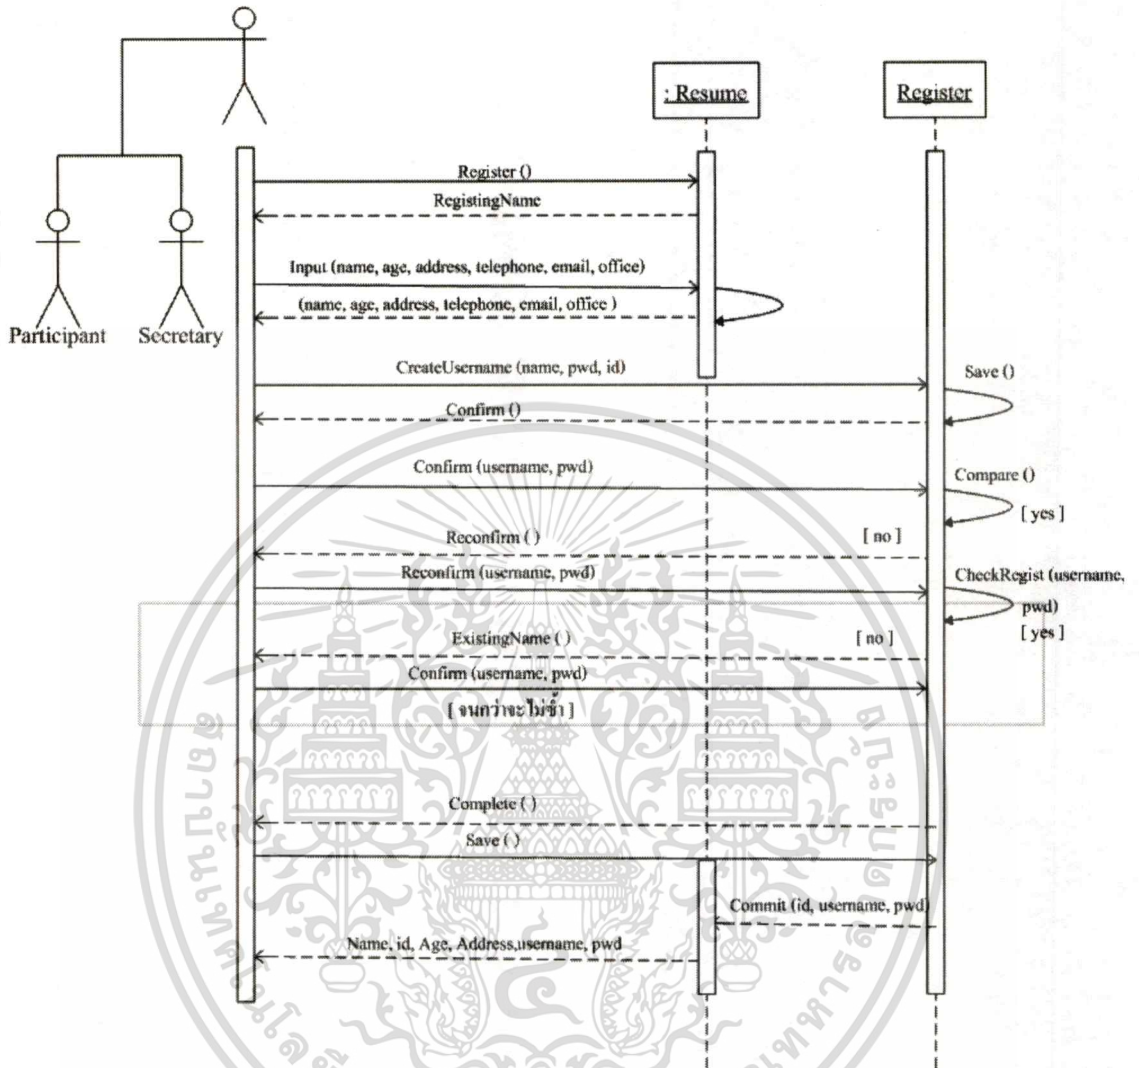 : Resume
Register
Register ()
RegistingName
Input (name, age, address, telephone, email, office)
(name, age, address, telephone, email, office )
Participant
Secretary
CreateUsername (name, pwd, id)
Save ()
Confirm ()
Confirm (username, pwd)
Compare ()
[ yes ]
Reconfirm ( )
[ no ]
Reconfirm (username, pwd)
CheckRegist (username,
pwd)
[ yes ]
ExistingName ( )
[ no ]
Confirm (username, pwd)
[ จนกว่าจะไม่ซ้ำ ]
Complete ( )
Save ( )
Commit (id, username, pwd)
Name, id, Age, Address,username, pwd